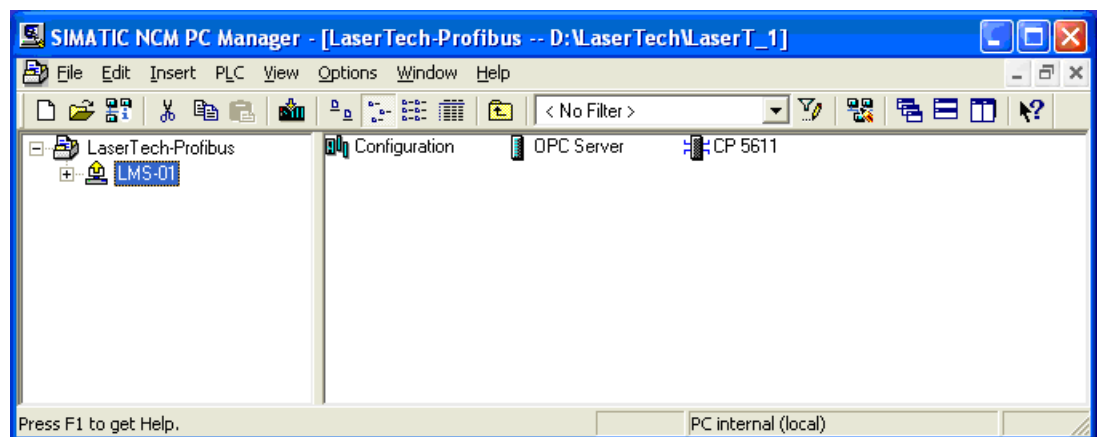 SIMATIC NCM PC Manager - [LaserTech-Profibus -- D:\LaserTech\LaserT_1]
File Edit Insert PLC View Options Window Help
< No Filter >
LaserTech-Profibus
LMS-01
Configuration OPC Server CP 5611
Press F1 to get Help. PC internal (local)